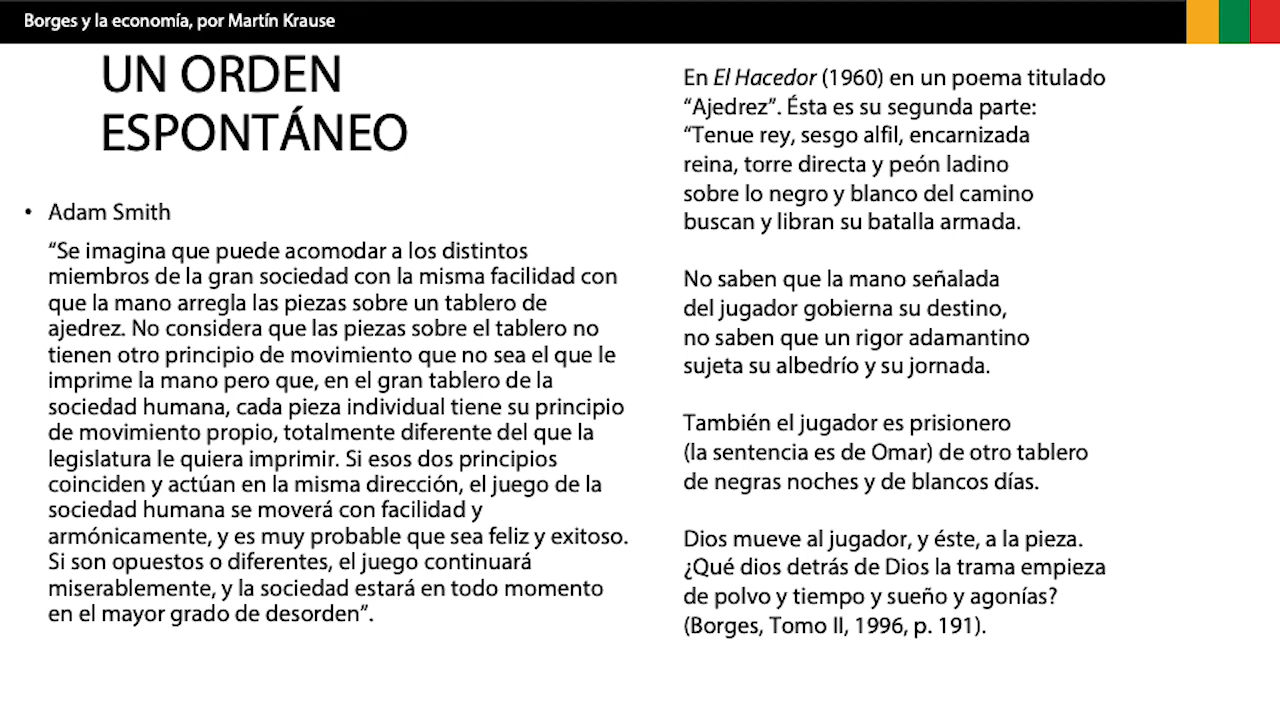 Borges y la economía, por Martín Krause
UN ORDEN
ESPONTÁNEO
• Adam Smith
“Se imagina que puede acomodar a los distintos
miembros de la gran sociedad con la misma facilidad con
que la mano arregla las piezas sobre un tablero de
ajedrez. No considera que las piezas sobre el tablero no
tienen otro principio de movimiento que no sea el que le
imprime la mano pero que, en el gran tablero de la
sociedad humana, cada pieza individual tiene su principio
de movimiento propio, totalmente diferente del que la
legislatura le quiera imprimir. Si esos dos principios
coinciden y actúan en la misma dirección, el juego de la
sociedad humana se moverá con facilidad y
armónicamente, y es muy probable que sea feliz y exitoso.
Si son opuestos o diferentes, el juego continuará
miserablemente, y la sociedad estará en todo momento
en el mayor grado de desorden”.
En El Hacedor (1960) en un poema titulado
“Ajedrez”. Ésta es su segunda parte:
“Tenue rey, sesgo alfil, encarnizada
reina, torre directa y peón ladino
sobre lo negro y blanco del camino
buscan y libran su batalla armada.
No saben que la mano señalada
del jugador gobierna su destino,
no saben que un rigor adamantino
sujeta su albedrío y su jornada.
También el jugador es prisionero
(la sentencia es de Omar) de otro tablero
de negras noches y de blancos días.
Dios mueve al jugador, y éste, a la pieza.
¿Qué dios detrás de Dios la trama empieza
de polvo y tiempo y sueño y agonías?
(Borges, Tomo II, 1996, p. 191).